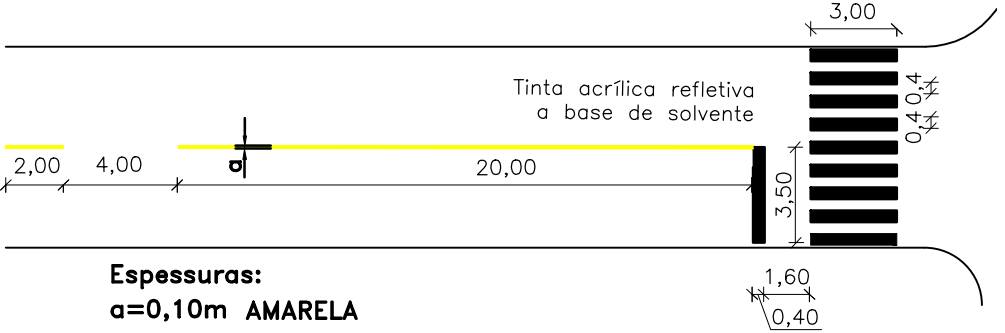 3,00
Tinta acrílica refletiva
a base de solvente
0,4
0,4
2,00
4,00
a
20,00
3,50
Espessuras:
a=0,10m AMARELA
1,60
0,40